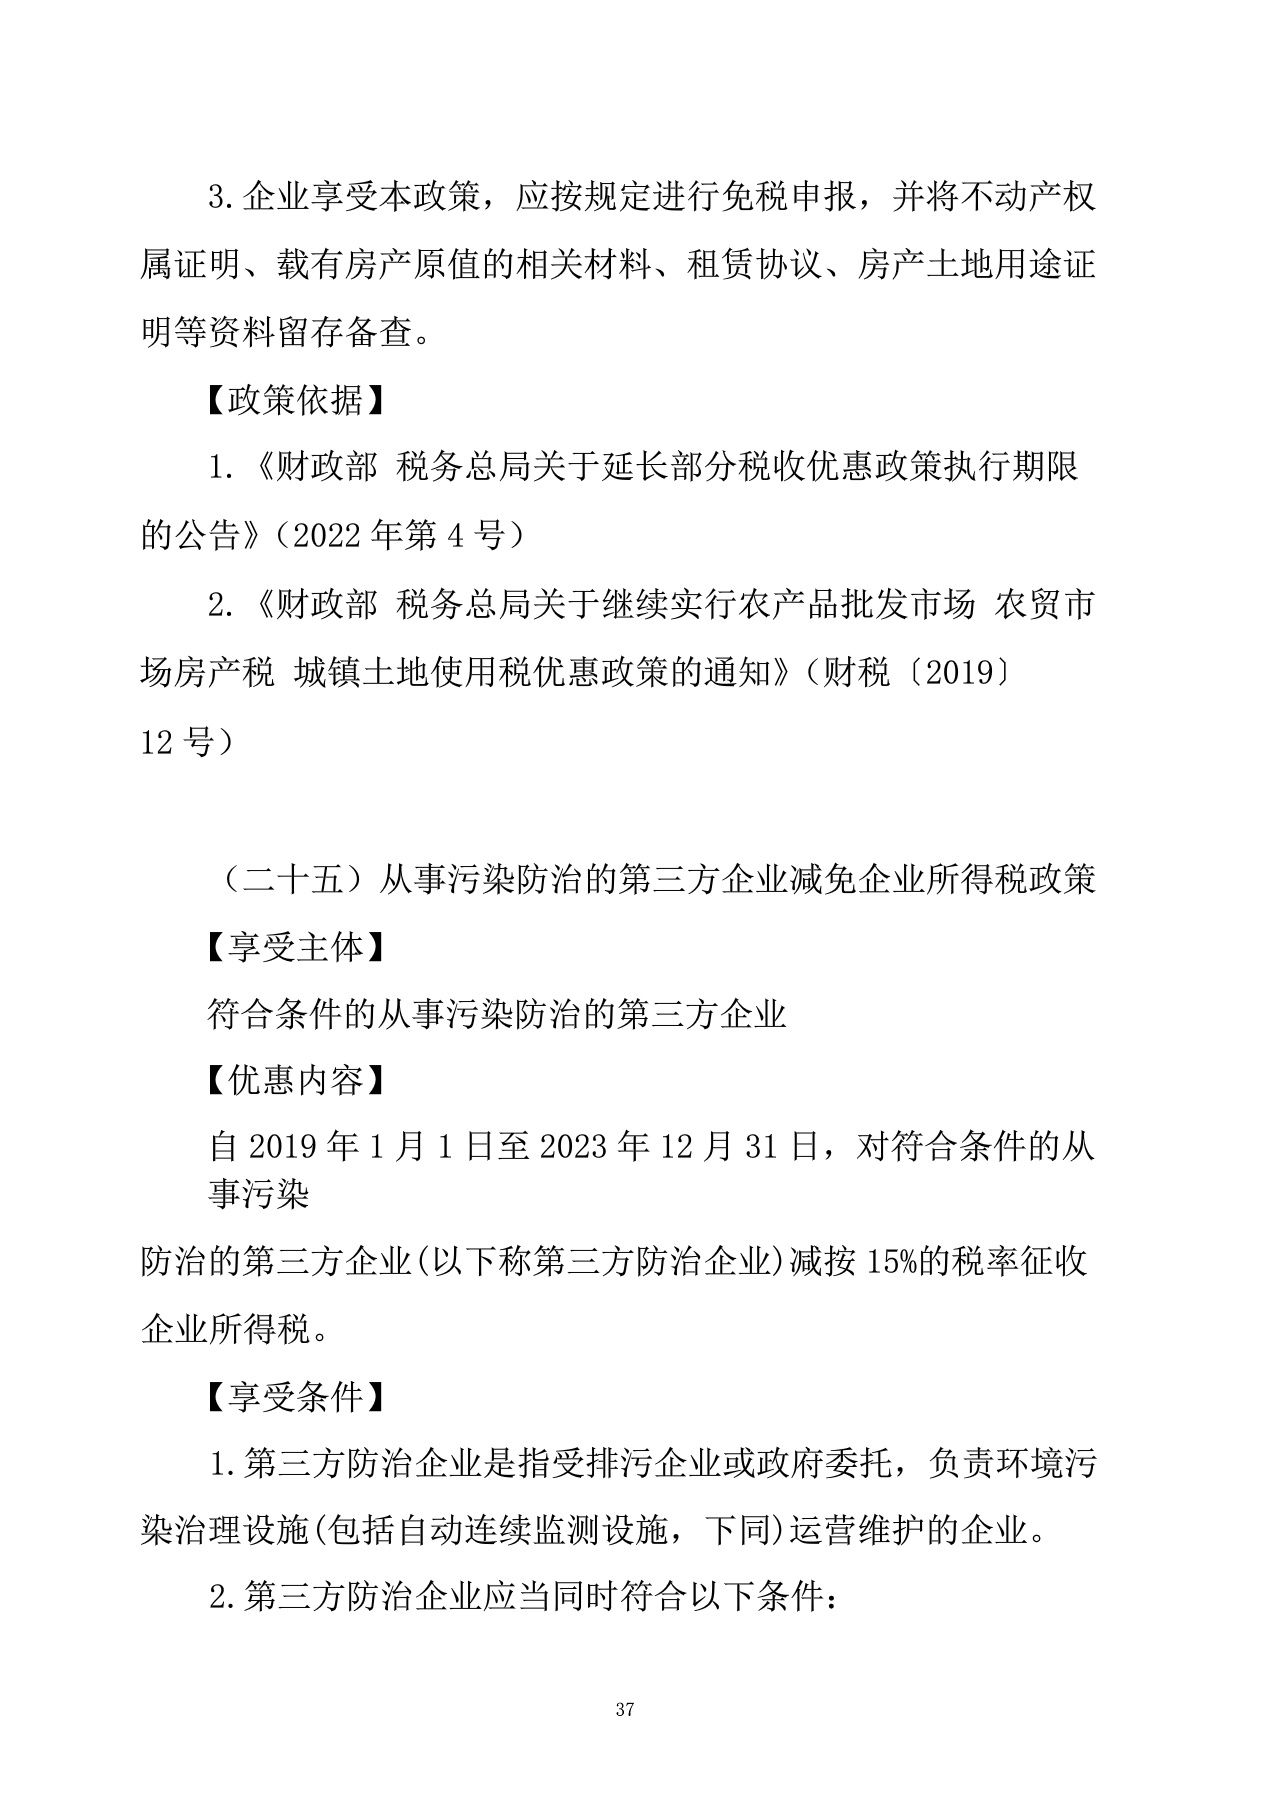 3.企业享受本政策，应按规定进行免税申报，并将不动产权
属证明、载有房产原值的相关材料、租赁协议、房产土地用途证
明等资料留存备查。
【政策依据】
1.《财政部 税务总局关于延长部分税收优惠政策执行期限
的公告》（2022 年第 4 号）
2.《财政部 税务总局关于继续实行农产品批发市场 农贸市
场房产税 城镇土地使用税优惠政策的通知》（财税〔2019〕
12 号）
（二十五）从事污染防治的第三方企业减免企业所得税政策
【享受主体】
符合条件的从事污染防治的第三方企业
【优惠内容】
自 2019 年 1 月 1 日至 2023 年 12 月 31 日，对符合条件的从
事污染
防治的第三方企业(以下称第三方防治企业)减按 15%的税率征收
企业所得税。
【享受条件】
1.第三方防治企业是指受排污企业或政府委托，负责环境污
染治理设施(包括自动连续监测设施，下同)运营维护的企业。
2.第三方防治企业应当同时符合以下条件：
37